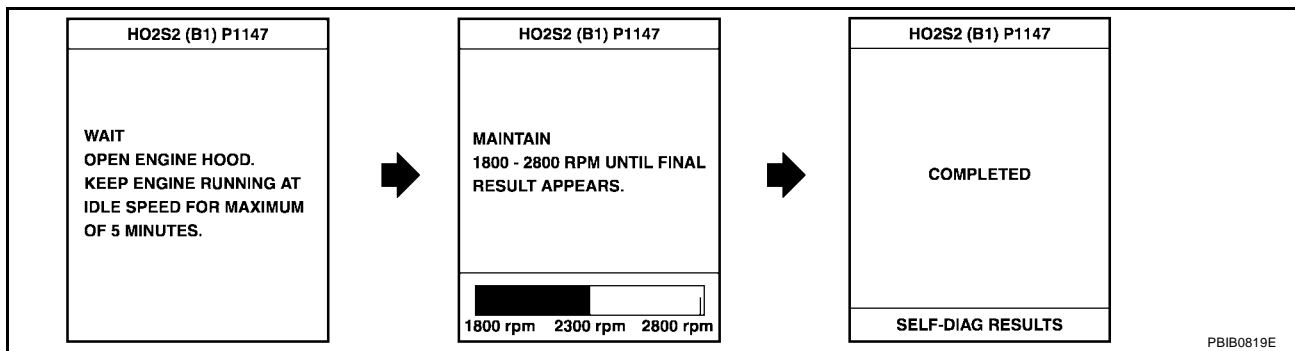 HO2S2 (B1) P1147
WAIT
OPEN ENGINE HOOD.
KEEP ENGINE RUNNING AT
IDLE SPEED FOR MAXIMUM
OF 5 MINUTES.
HO2S2 (B1) P1147
MAINTAIN
1800 - 2800 RPM UNTIL FINAL
RESULT APPEARS.
1800 rpm 2300 rpm 2800 rpm
HO2S2 (B1) P1147
COMPLETED
SELF-DIAG RESULTS
PBIB0819E